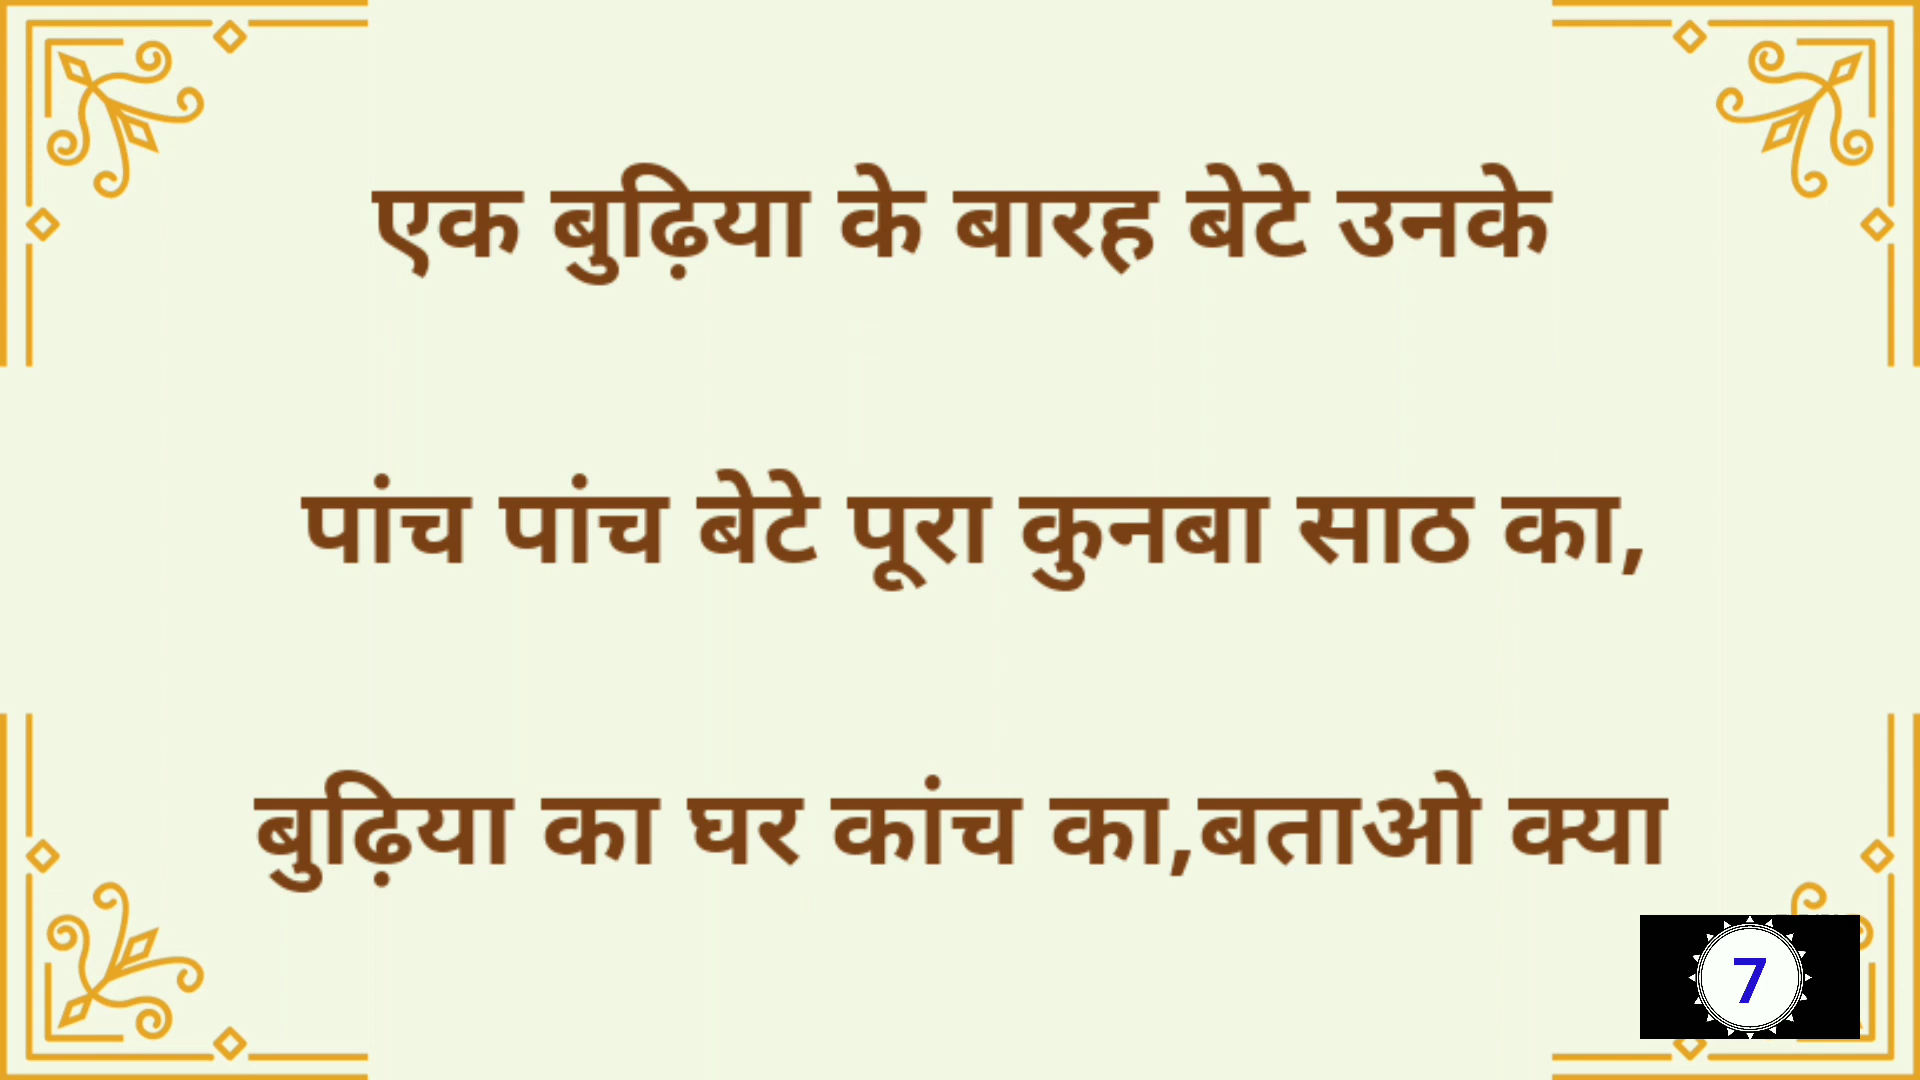 एक बुढ़िया के बारह बेटे उनके
पांच पांच बेटे पूरा कुनबा साठ का,
बुढ़िया का घर कांच का,बताओ क्या
7